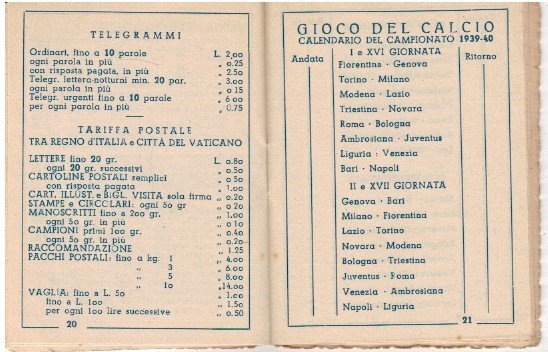 TELEGRAMMI
Ordinari, fino a 10 parole L. 2,00
ogni parola in più „ 0.25
con risposta pagata, in più „ 2.50
Telegr. lettera-notturni min. 20 par. „ 3.00
ogni parola in più „ 0 15
Telegr. urgenti fino a 10 parole „ 6 00
per ogni parola in più „ 0.75
TARIFFA POSTALE
TRA REGNO d'ITALIA e CITTÀ DEL VATICANO
LETTERE fino 20 gr. L. 0.80
ogni 20 gr. successivi „ 0.50
CARTOLINE POSTALI semplici „ 0.50
con risposta pagata „ 1.00
CART. ILLUST. e BIGL. VISITA sola firma „ 0.20
STAMPE e CIRCOLARI: ogni 50 gr „ 0.20
MANOSCRITTI fino a 200 gr. „ 1.00
ogni 50 gr. in più „ 0.10
CAMPIONI primi 100 gr. „ 0.40
ogni 50 gr. in più „ 0.20
RACCOMANDAZIONE „ 1.25
PACCHI POSTALI: fino a kg. 1 „ 4.00
„ 3 „ 6.00
„ 5 „ 8.00
„ 10 „ 14.00
VAGLIA: fino a L. 50 „ 1.00
fino a L. 100 „ 1.50
per ogni 100 lire successive „ 0.50
20
GIOCO DEL CALCIO
CALENDARIO DEL CAMPIONATO 1939-40
Andata I e XVI GIORNATA Ritorno
Fiorentina - Genova
Torino - Milano
Modena - Lazio
Triestina - Novara
Roma - Bologna
Ambrosiana - Juventus
Liguria - Venezia
Bari - Napoli
II e XVII GIORNATA
Genova - Bari
Milano - Fiorentina
Lazio - Torino
Novara - Modena
Bologna - Triestina
Juventus - Roma
Venezia - Ambrosiana
Napoli - Liguria
21